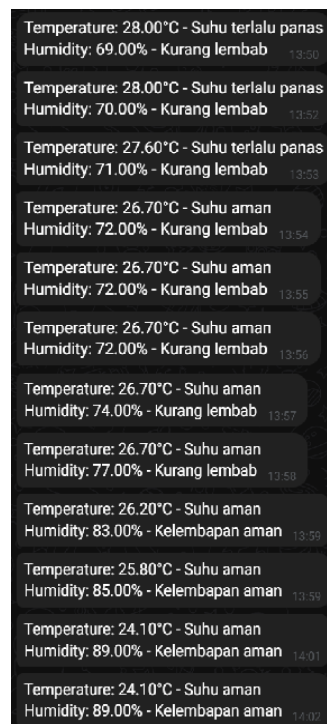 Temperature: 28.00°C - Suhu terlalu panas
Humidity: 69.00% - Kurang lembab 13:50
Temperature: 28.00°C - Suhu terlalu panas
Humidity: 70.00% - Kurang lembab 13:52
Temperature: 27.60°C - Suhu terlalu panas
Humidity: 71.00% - Kurang lembab 13:53
Temperature: 26.70°C - Suhu aman
Humidity: 72.00% - Kurang lembab 13:54
Temperature: 26.70°C - Suhu aman
Humidity: 72.00% - Kurang lembab 13:55
Temperature: 26.70°C - Suhu aman
Humidity: 72.00% - Kurang lembab 13:56
Temperature: 26.70°C - Suhu aman
Humidity: 74.00% - Kurang lembab 13:57
Temperature: 26.70°C - Suhu aman
Humidity: 77.00% - Kurang lembab 13:58
Temperature: 26.20°C - Suhu aman
Humidity: 83.00% - Kelembapan aman 13:59
Temperature: 25.80°C - Suhu aman
Humidity: 85.00% - Kelembapan aman 13:59
Temperature: 24.10°C - Suhu aman
Humidity: 89.00% - Kelembapan aman 14:01
Temperature: 24.10°C - Suhu aman
Humidity: 89.00% - Kelembapan aman 14:02